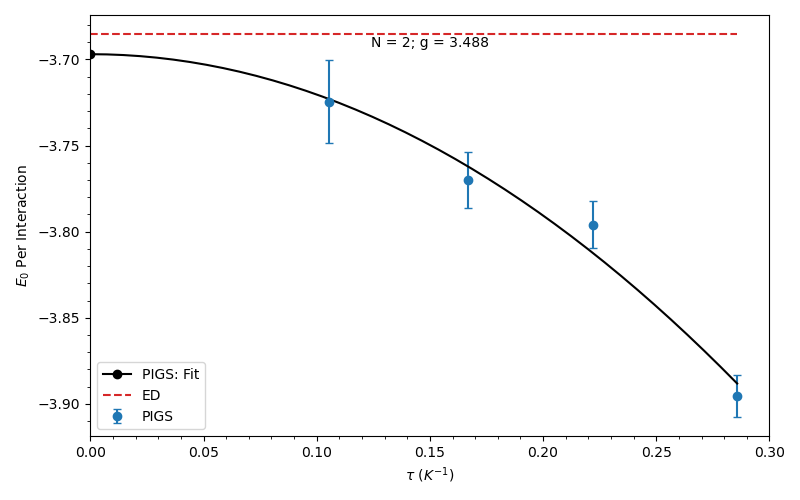 N = 2; g = 3.488
−3.70
−3.75
−3.80
−3.85
−3.90
E₀ Per Interaction
PIGS: Fit
ED
PIGS
0.00 0.05 0.10 0.15 0.20 0.25 0.30
τ (K⁻¹)